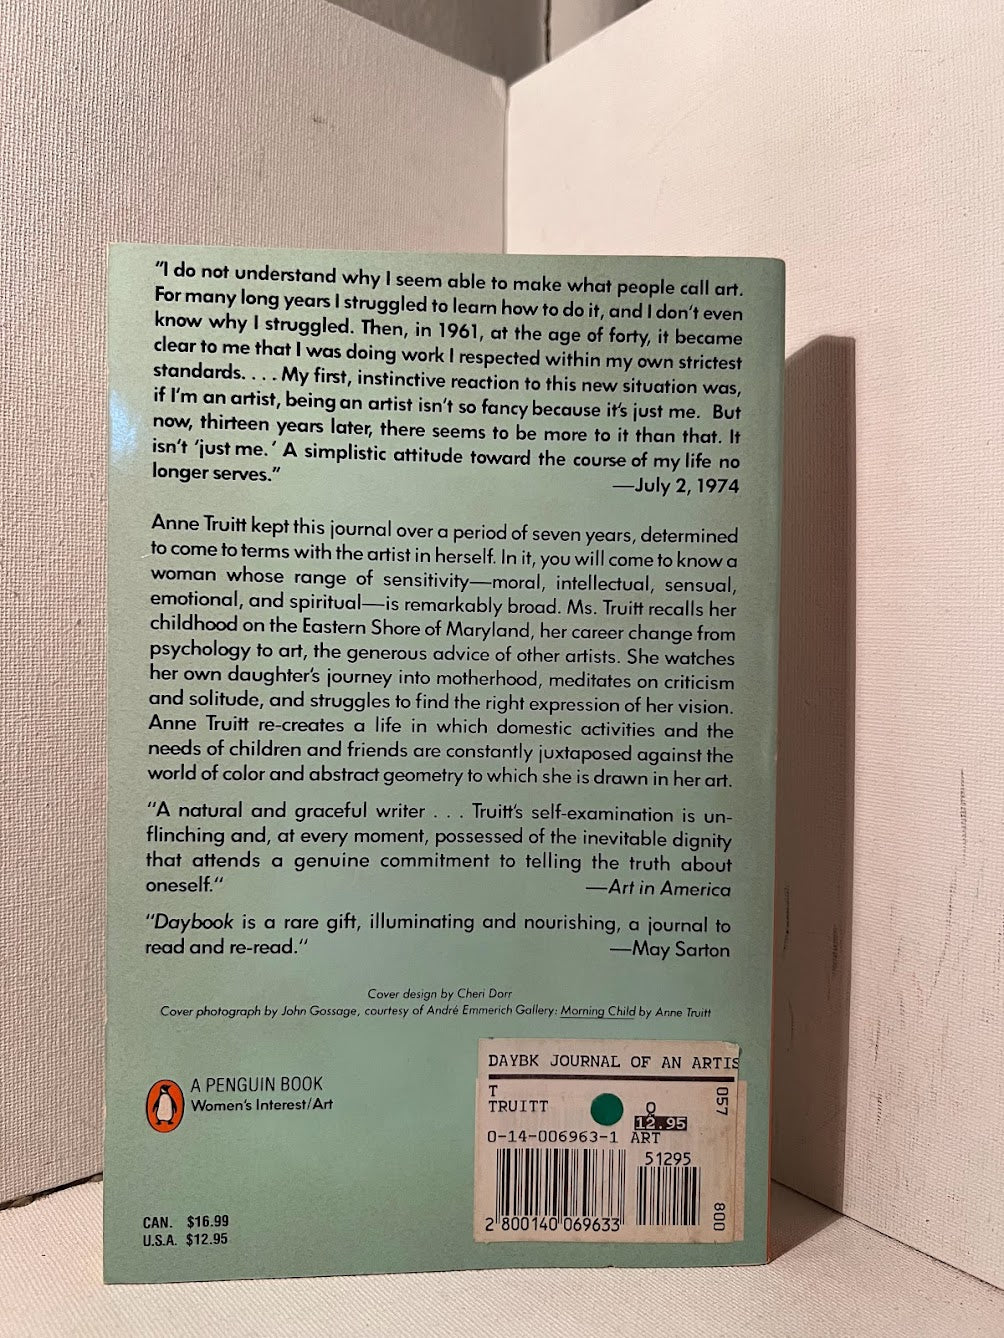 "I do not understand why I seem able to make what people call art.
For many long years I struggled to learn how to do it, and I don't even
know why I struggled. Then, in 1961, at the age of forty, it became
clear to me that I was doing work I respected within my own strictest
standards. . . . My first, instinctive reaction to this new situation was,
if I'm an artist, being an artist isn't so fancy because it's just me. But
now, thirteen years later, there seems to be more to it than that. It
isn't 'just me.' A simplistic attitude toward the course of my life no
longer serves."
—July 2, 1974
Anne Truitt kept this journal over a period of seven years, determined
to come to terms with the artist in herself. In it, you will come to know a
woman whose range of sensitivity—moral, intellectual, sensual,
emotional, and spiritual—is remarkably broad. Ms. Truitt recalls her
childhood on the Eastern Shore of Maryland, her career change from
psychology to art, the generous advice of other artists. She watches
her own daughter's journey into motherhood, meditates on criticism
and solitude, and struggles to find the right expression of her vision.
Anne Truitt re-creates a life in which domestic activities and the
needs of children and friends are constantly juxtaposed against the
world of color and abstract geometry to which she is drawn in her art.
"A natural and graceful writer . . . Truitt's self-examination is un-
flinching and, at every moment, possessed of the inevitable dignity
that attends a genuine commitment to telling the truth about
oneself."
—Art in America
"Daybook is a rare gift, illuminating and nourishing, a journal to
read and re-read."
—May Sarton
Cover design by Cheri Dorr
Cover photograph by John Gossage, courtesy of André Emmerich Gallery: Morning Child by Anne Truitt
A PENGUIN BOOK
Women's Interest/Art
CAN. $16.99
U.S.A. $12.95
DAYBK JOURNAL OF AN ARTIS
T
TRUITT
Q
12.95
0-14-006963-1 ART
51295
2 800140 069633
057
008